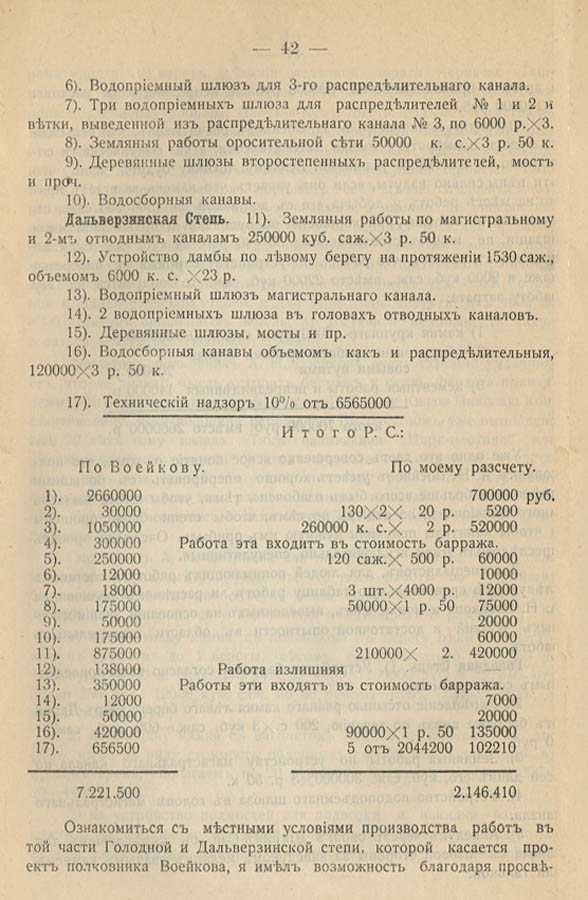 — 42 —
6). Водопріемный шлюзъ для 3-го распредѣлительнаго канала.
7). Три водопріемныхъ шлюза для распредѣлителей № 1 и 2 и
вѣтки, выведенной изъ распредѣлительнаго канала № 3, по 6000 р.×3.
8). Земляныя работы оросительной сѣти 50000 к. с.×3 р. 50 к.
9). Деревянные шлюзы второстепенныхъ распредѣлителей, мостъ
и проч.
10). Водосборныя канавы.
Дальверзинская Степь. 11). Земляныя работы по магистральному
и 2-мъ отводнымъ каналамъ 250000 куб. саж.×3 р. 50 к.
12). Устройство дамбы по лѣвому берегу на протяженіи 1530 саж.,
объемомъ 6000 к. с. ×23 р.
13). Водопріемный шлюзъ магистральнаго канала.
14). 2 водопріемныхъ шлюза въ головахъ отводныхъ каналовъ.
15). Деревянные шлюзы, мосты и пр.
16). Водосборныя канавы объемомъ какъ и распредѣлительныя,
120000×3 р. 50 к.
17). Техническій надзоръ 10% отъ 6565000
Итого Р. С.:
По Воейкову. По моему разсчету.
1). 2660000 700000 руб.
2). 30000 130×2× 20 р. 5200
3). 1050000 260000 к. с.× 2 р. 520000
4). 300000 Работа эта входитъ въ стоимость барража.
5). 250000 120 саж.× 500 р. 60000
6). 12000 10000
7). 18000 3 шт.×4000 р. 12000
8). 175000 50000×1 р. 50 75000
9). 50000 20000
10). 175000 60000
11). 875000 210000× 2. 420000
12). 138000 Работа излишняя
13). 350000 Работы эти входятъ въ стоимость барража.
14). 12000 7000
15). 50000 20000
16). 420000 90000×1 р. 50 135000
17). 656500 5 отъ 2044200 102210
7.221.500 2.146.410
Ознакомиться съ мѣстными условіями производства работъ въ
той части Голодной и Дальверзинской степи, которой касается про-
ектъ полковника Воейкова, я имѣлъ возможность благодаря просвѣ-